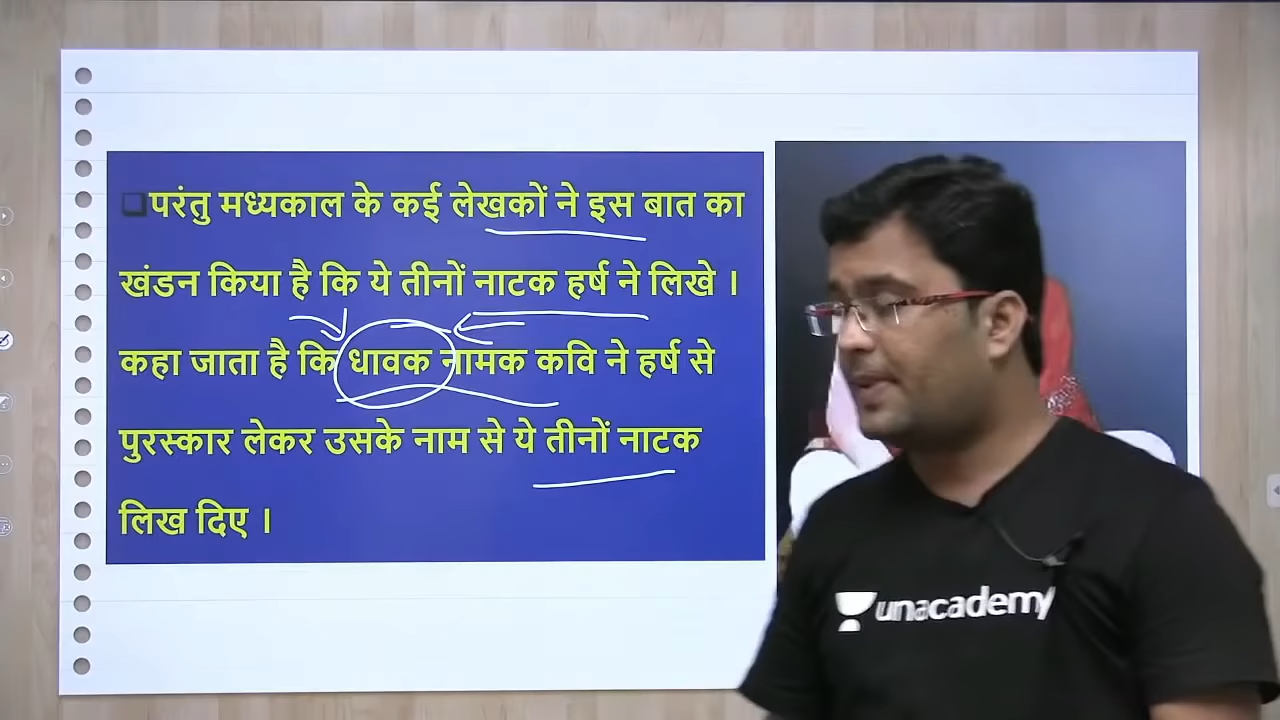 परंतु मध्यकाल के कई लेखकों ने इस बात का
खंडन किया है कि ये तीनों नाटक हर्ष ने लिखे ।
कहा जाता है कि धावक नामक कवि ने हर्ष से
पुरस्कार लेकर उसके नाम से ये तीनों नाटक
लिख दिए ।
unacademy